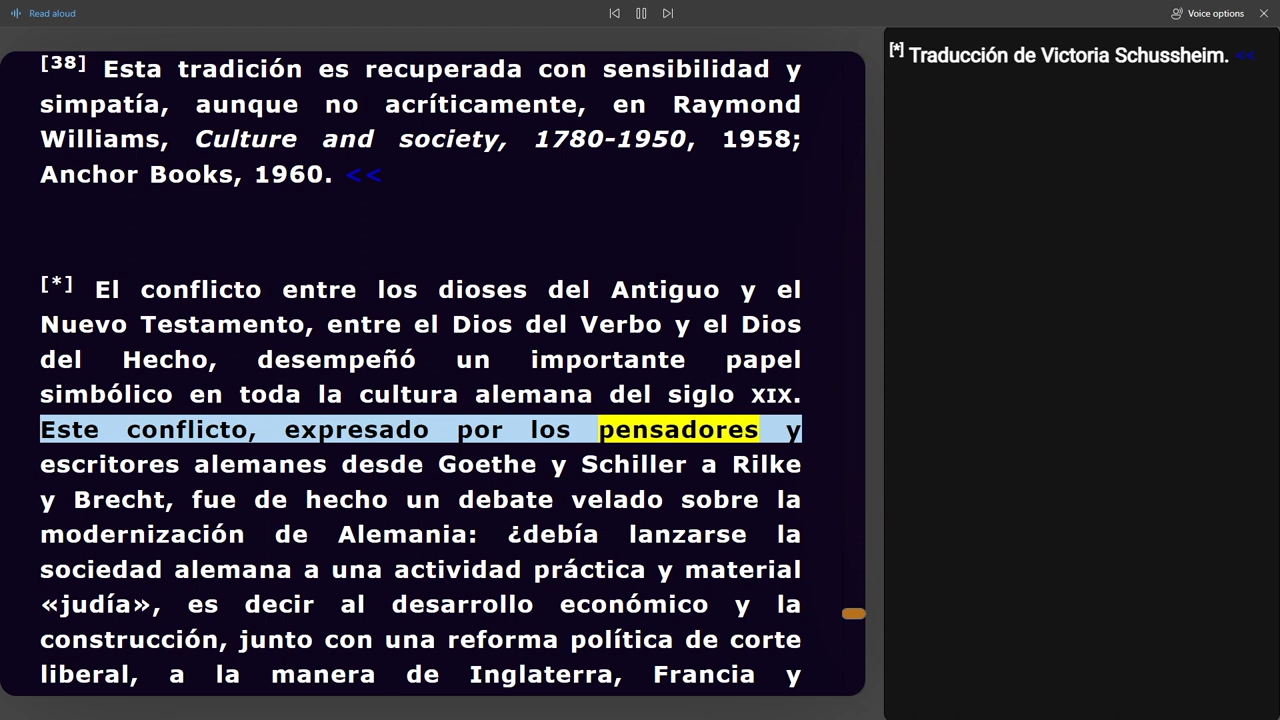 Read aloud
Voice options
[38] Esta tradición es recuperada con sensibilidad y
simpatía, aunque no acríticamente, en Raymond
Williams, Culture and society, 1780-1950, 1958;
Anchor Books, 1960. <<
[*] El conflicto entre los dioses del Antiguo y el
Nuevo Testamento, entre el Dios del Verbo y el Dios
del Hecho, desempeñó un importante papel
simbólico en toda la cultura alemana del siglo XIX.
Este conflicto, expresado por los pensadores y
escritores alemanes desde Goethe y Schiller a Rilke
y Brecht, fue de hecho un debate velado sobre la
modernización de Alemania: ¿debía lanzarse la
sociedad alemana a una actividad práctica y material
«judía», es decir al desarrollo económico y la
construcción, junto con una reforma política de corte
liberal, a la manera de Inglaterra, Francia y
[*] Traducción de Victoria Schussheim. <<